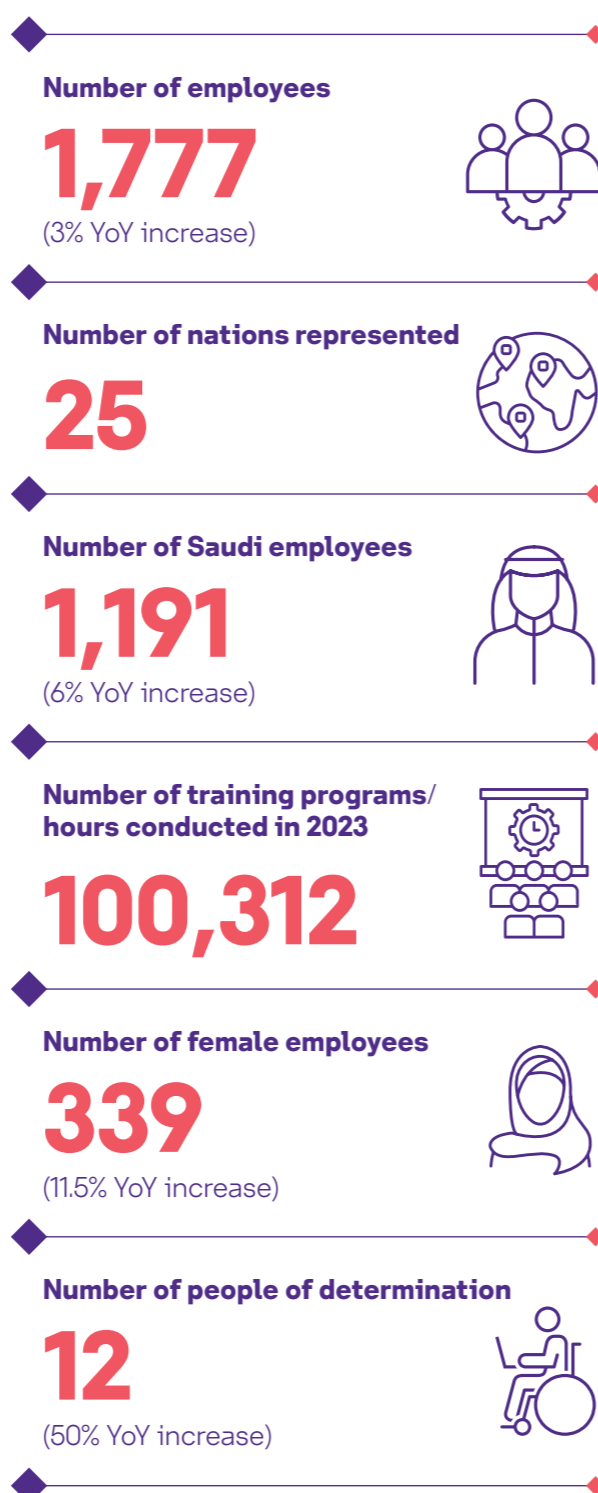 Number of employees
1,777
(3% YoY increase)
Number of nations represented
25
Number of Saudi employees
1,191
(6% YoY increase)
Number of training programs/
hours conducted in 2023
100,312
Number of female employees
339
(11.5% YoY increase)
Number of people of determination
12
(50% YoY increase)